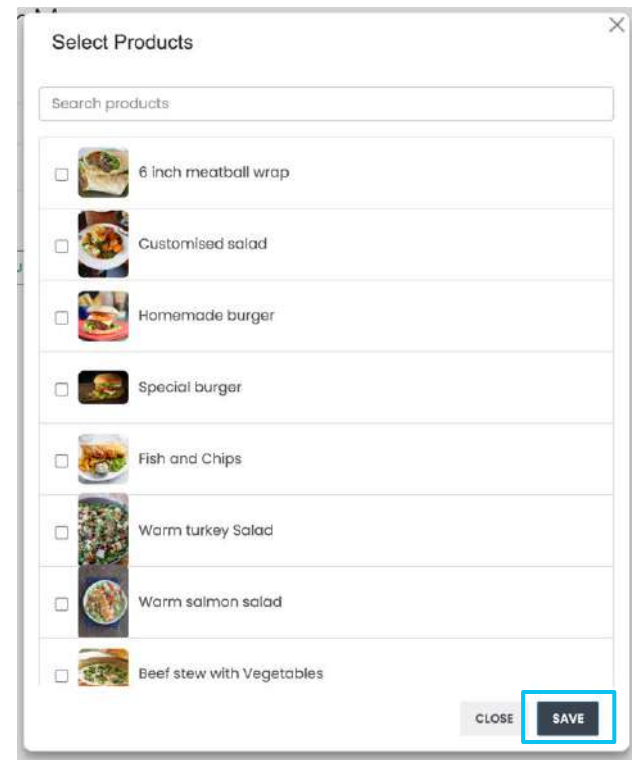 Select Products
Search products
6 inch meatball wrap
Customised salad
Homemade burger
Special burger
Fish and Chips
Warm turkey Salad
Warm salmon salad
Beef stew with Vegetables
CLOSE
SAVE